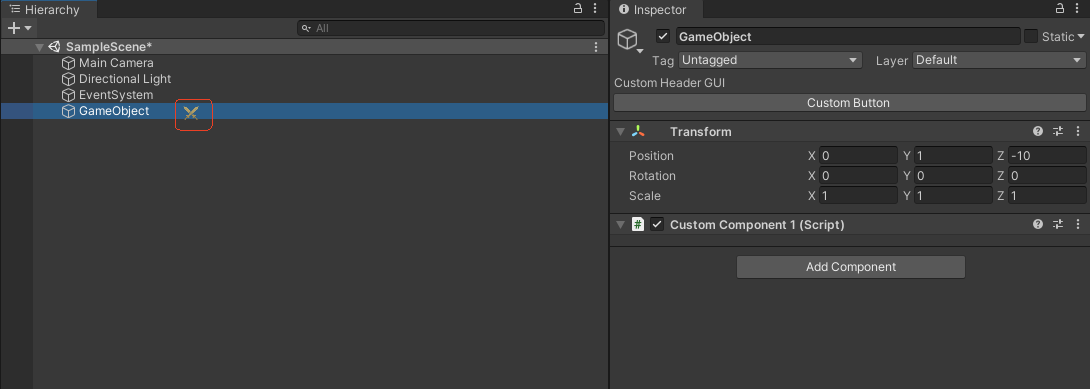 Hierarchy
All
SampleScene*
Main Camera
Directional Light
EventSystem
GameObject
Inspector
GameObject
Static
Tag Untagged Layer Default
Custom Header GUI
Custom Button
Transform
Position X 0 Y 1 Z -10
Rotation X 0 Y 0 Z 0
Scale X 1 Y 1 Z 1
# Custom Component 1 (Script)
Add Component